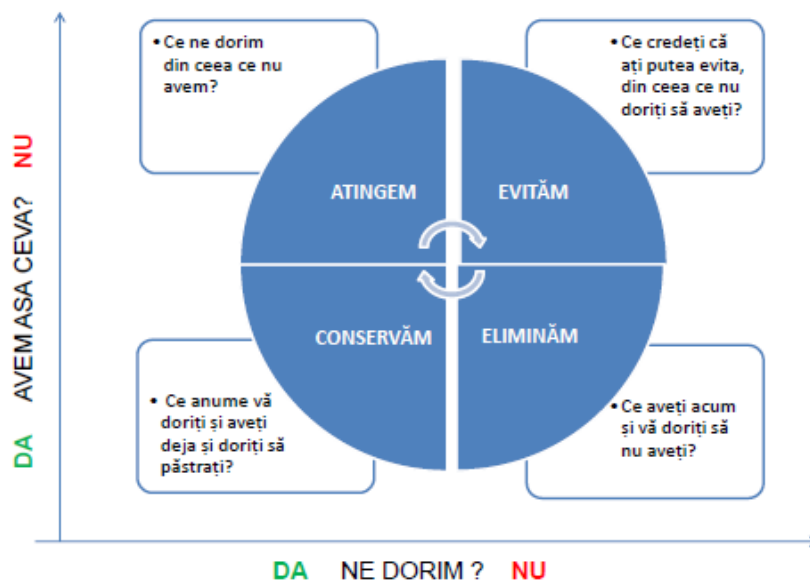 • Ce ne dorim
din ceea ce nu
avem?
• Ce credeți că
ați putea evita,
din ceea ce nu
doriți să aveți?
ATINGEM
EVITĂM
CONSERVĂM
ELIMINĂM
• Ce anume vă
doriți și aveți
deja și doriți să
păstrați?
• Ce aveți acum
și vă doriți să
nu aveți?
DA AVEM ASA CEVA? NU
DA NE DORIM ? NU